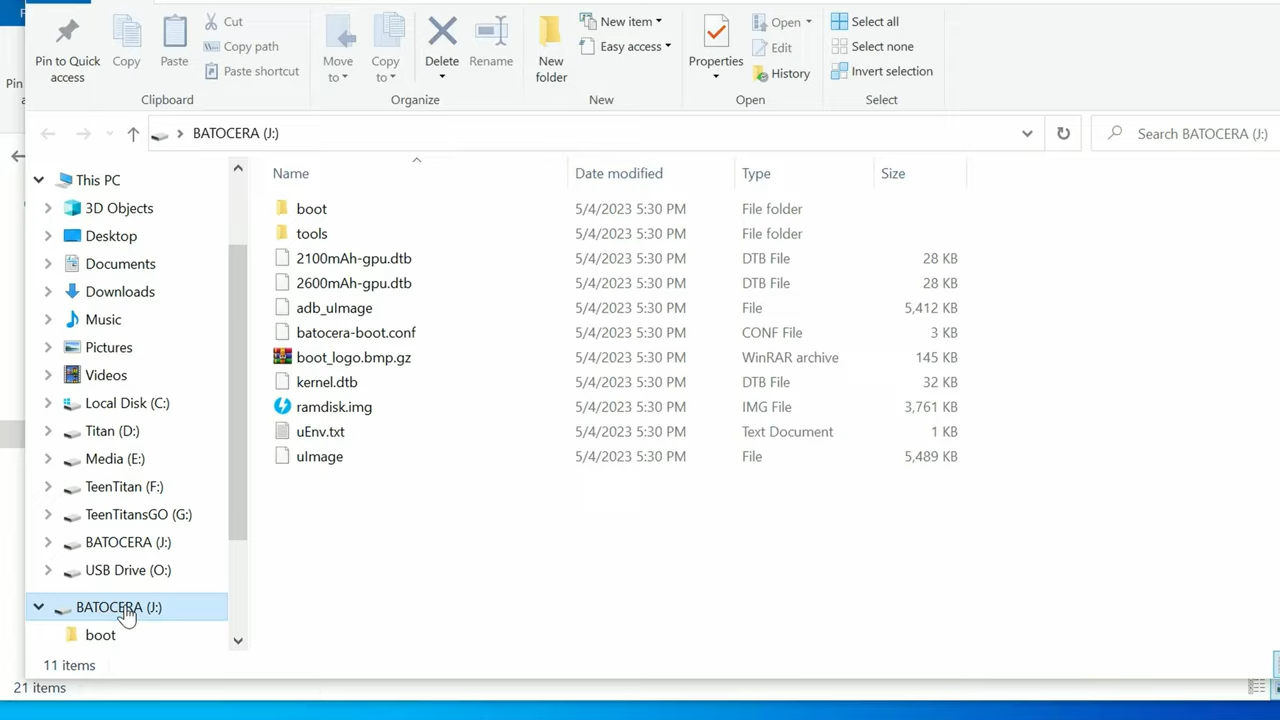 Pin to Quick access
Copy
Paste
Cut
Copy path
Paste shortcut
Clipboard
Move to
Copy to
Delete
Rename
Organize
New folder
New item
Easy access
New
Properties
Open
Edit
History
Open
Select all
Select none
Invert selection
Select
Pin
BATOCERA (J:)
Search BATOCERA (J:)
This PC
3D Objects
Desktop
Documents
Downloads
Music
Pictures
Videos
Local Disk (C:)
Titan (D:)
Media (E:)
TeenTitan (F:)
TeenTitansGO (G:)
BATOCERA (J:)
USB Drive (O:)
BATOCERA (J:)
boot
Name Date modified Type Size
boot 5/4/2023 5:30 PM File folder
tools 5/4/2023 5:30 PM File folder
2100mAh-gpu.dtb 5/4/2023 5:30 PM DTB File 28 KB
2600mAh-gpu.dtb 5/4/2023 5:30 PM DTB File 28 KB
adb_uImage 5/4/2023 5:30 PM File 5,412 KB
batocera-boot.conf 5/4/2023 5:30 PM CONF File 3 KB
boot_logo.bmp.gz 5/4/2023 5:30 PM WinRAR archive 145 KB
kernel.dtb 5/4/2023 5:30 PM DTB File 32 KB
ramdisk.img 5/4/2023 5:30 PM IMG File 3,761 KB
uEnv.txt 5/4/2023 5:30 PM Text Document 1 KB
uImage 5/4/2023 5:30 PM File 5,489 KB
11 items
21 items